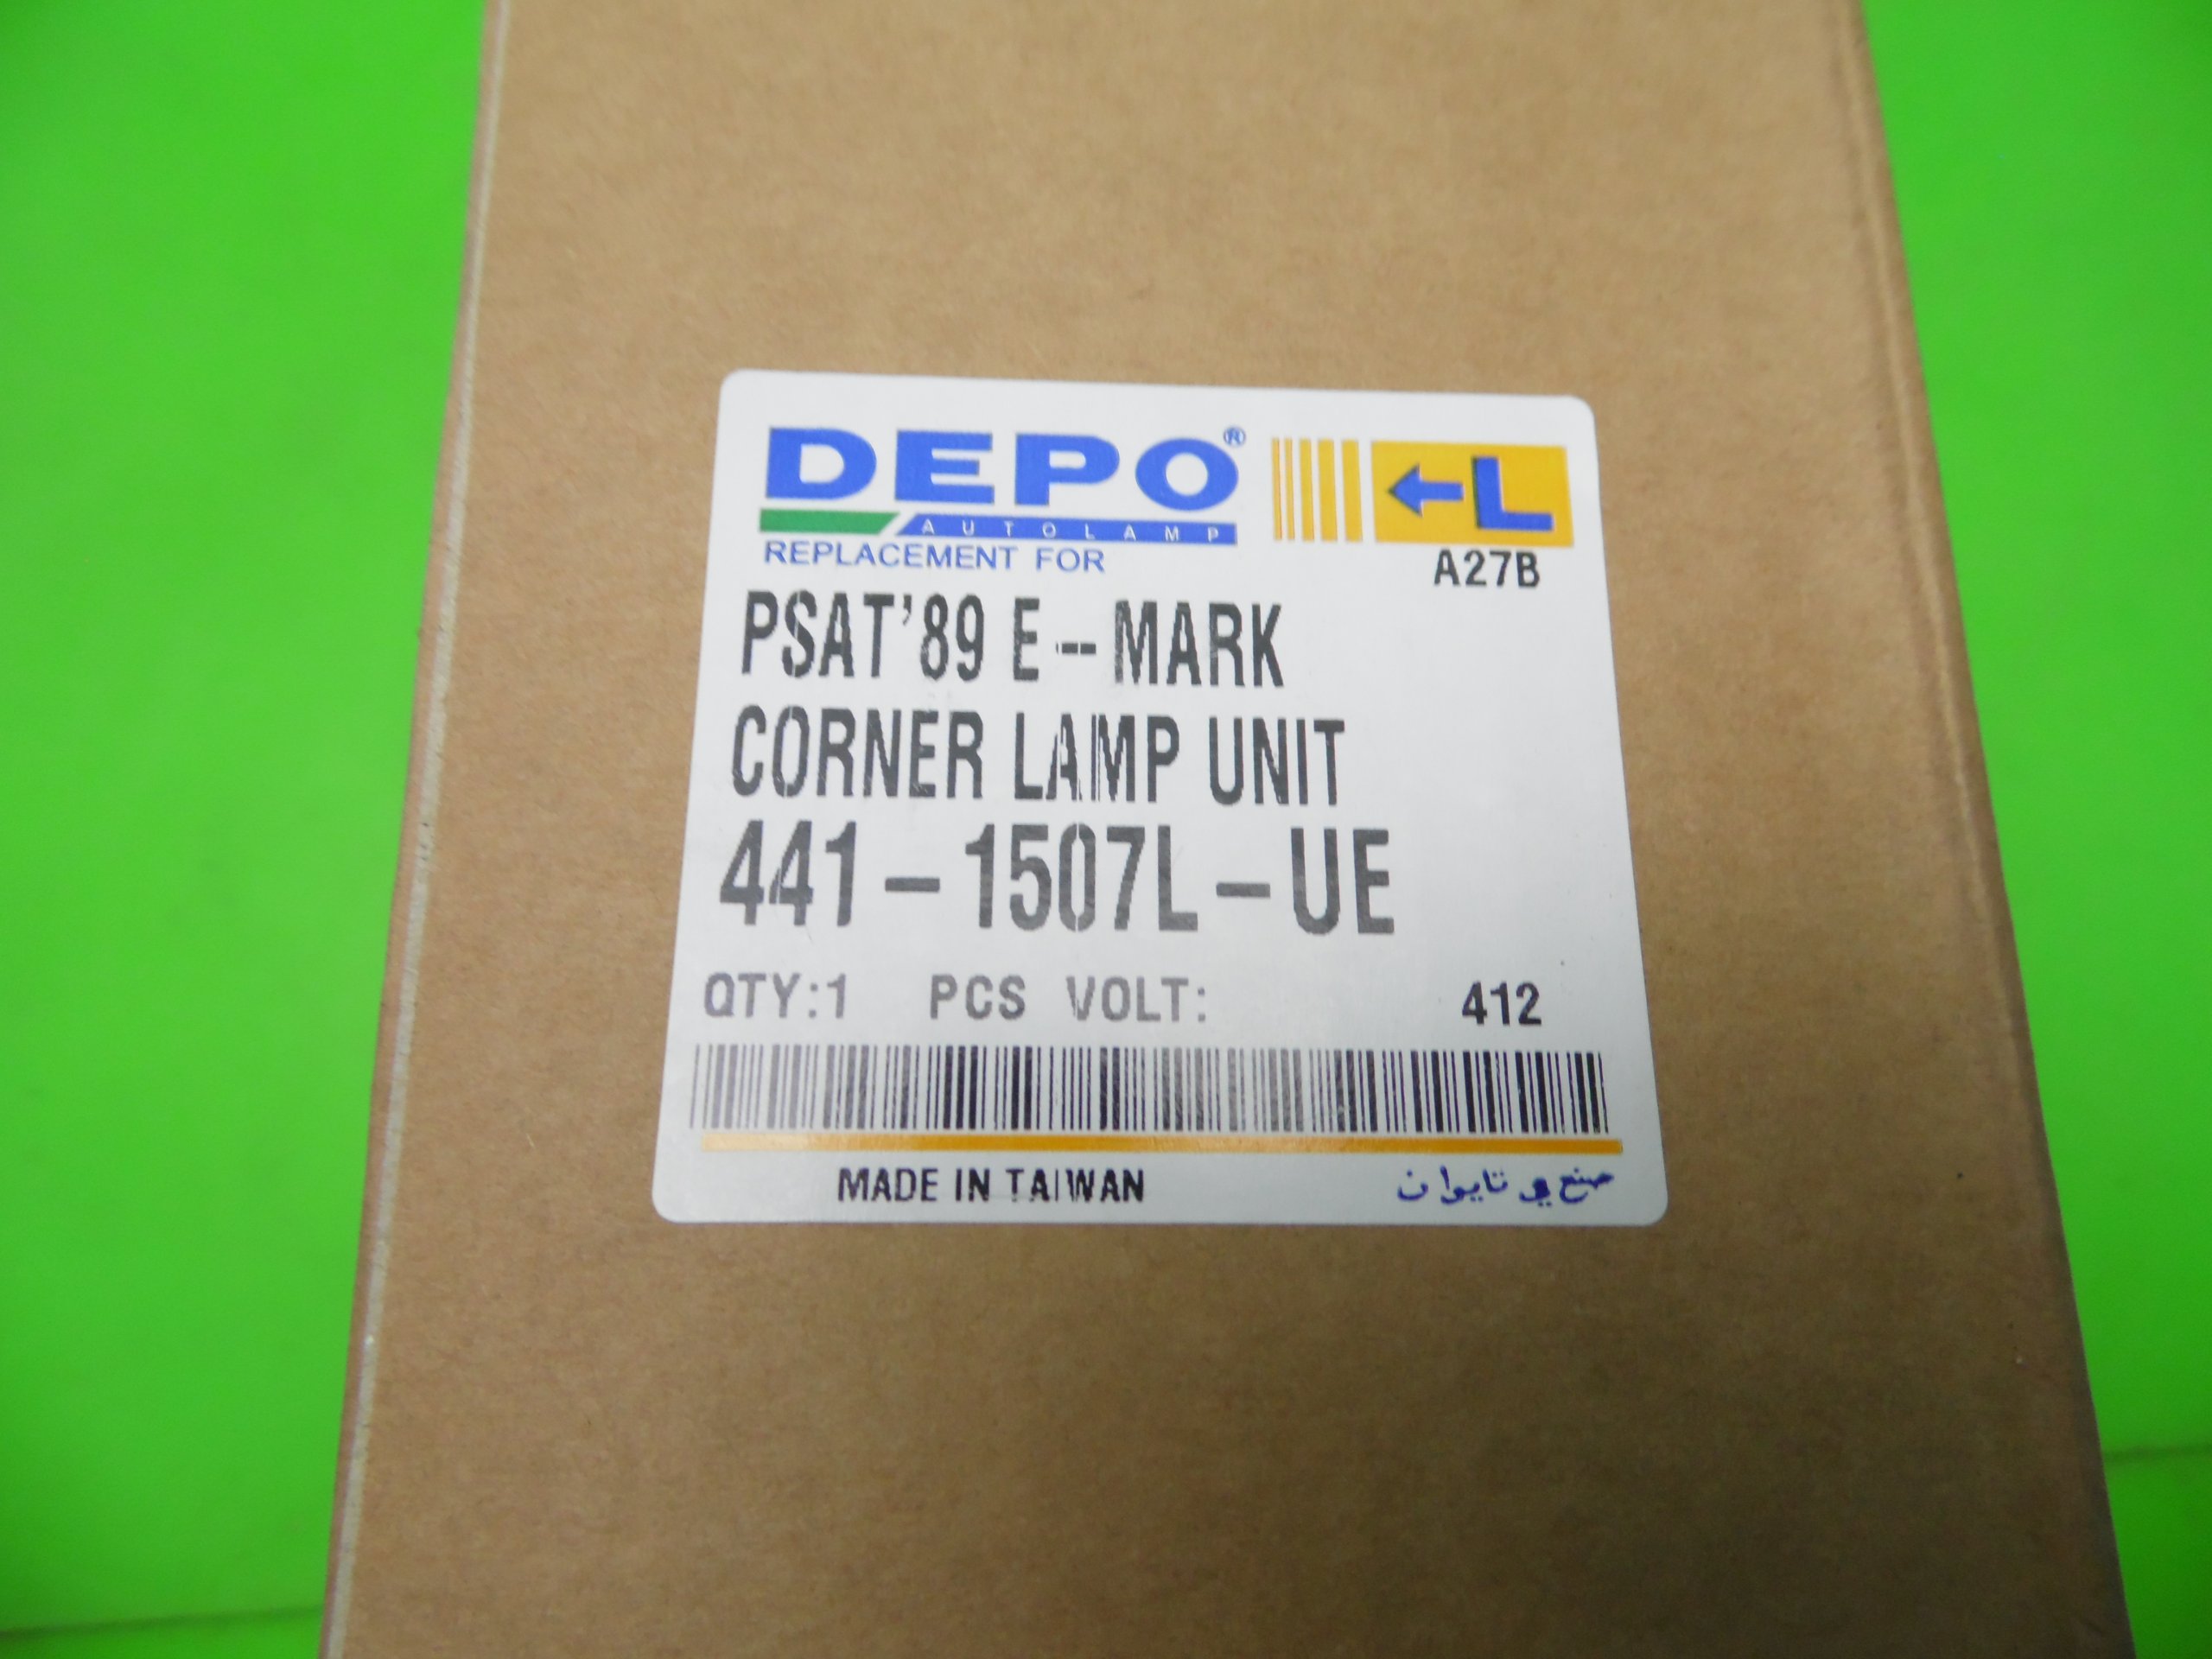 DEPO®
AUTOLAMP
REPLACEMENT FOR
←L
A27B
PSAT'89 E-MARK
CORNER LAMP UNIT
441-1507L-UE
QTY:1 PCS VOLT: 412
MADE IN TAIWAN صنع في تايوان